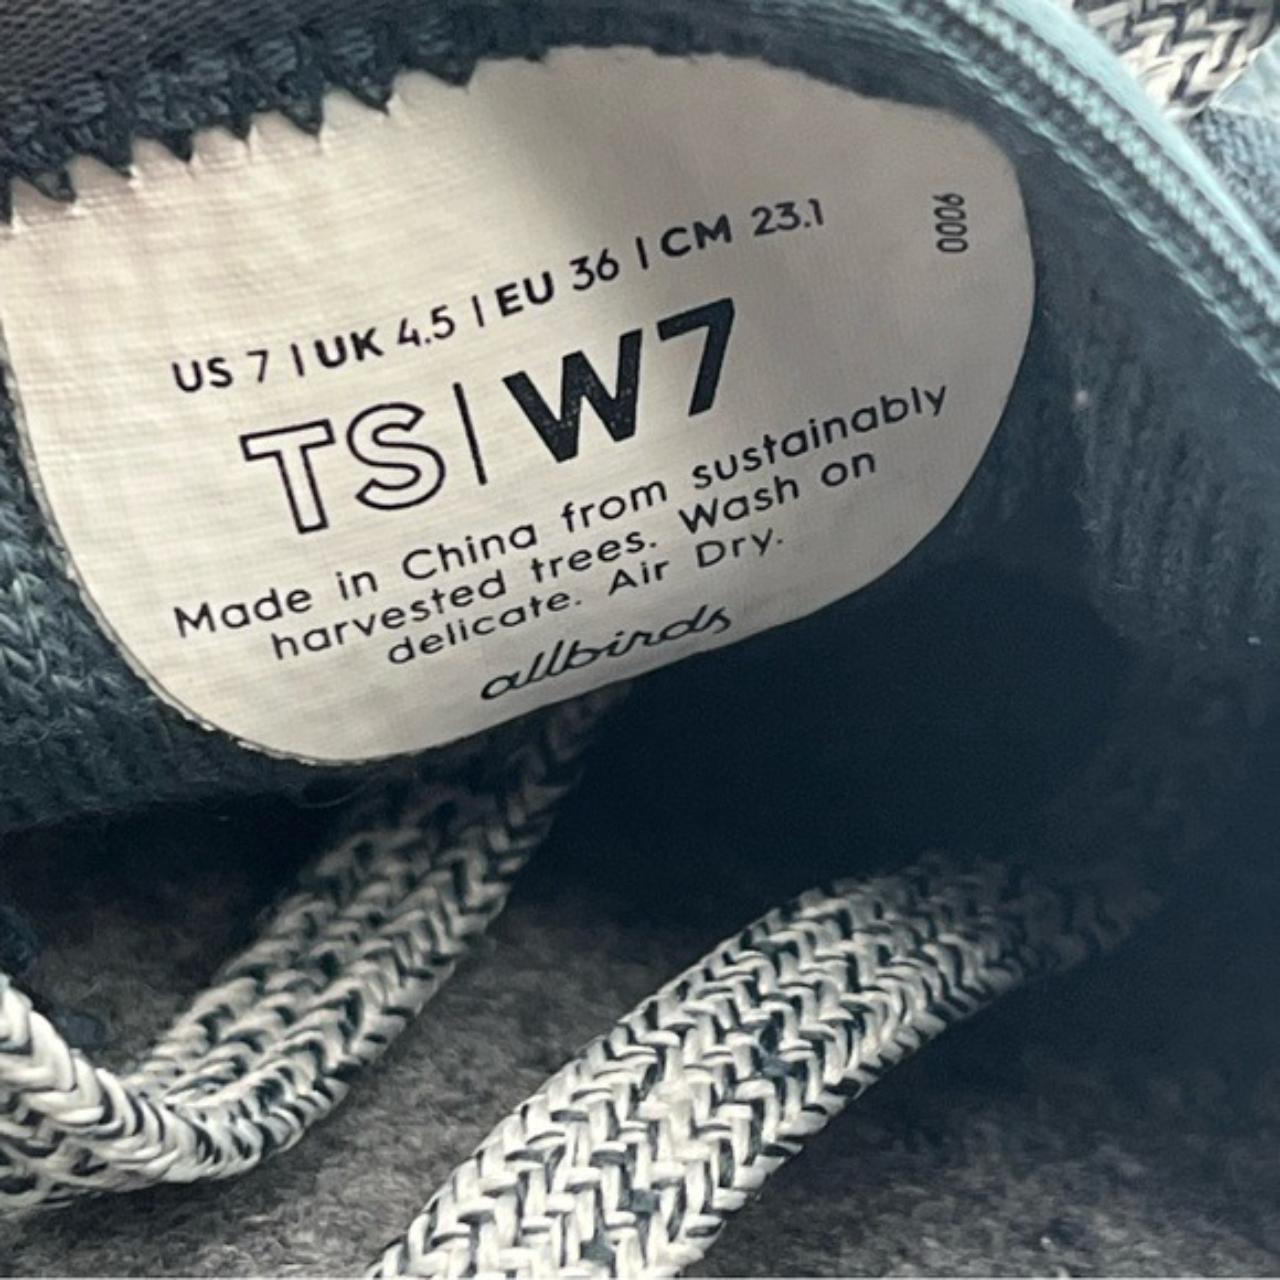 US 7 | UK 4.5 | EU 36 | CM 23.1
TS | W7
Made in China from sustainably
harvested trees. Wash on
delicate. Air Dry.
allbirds
9000